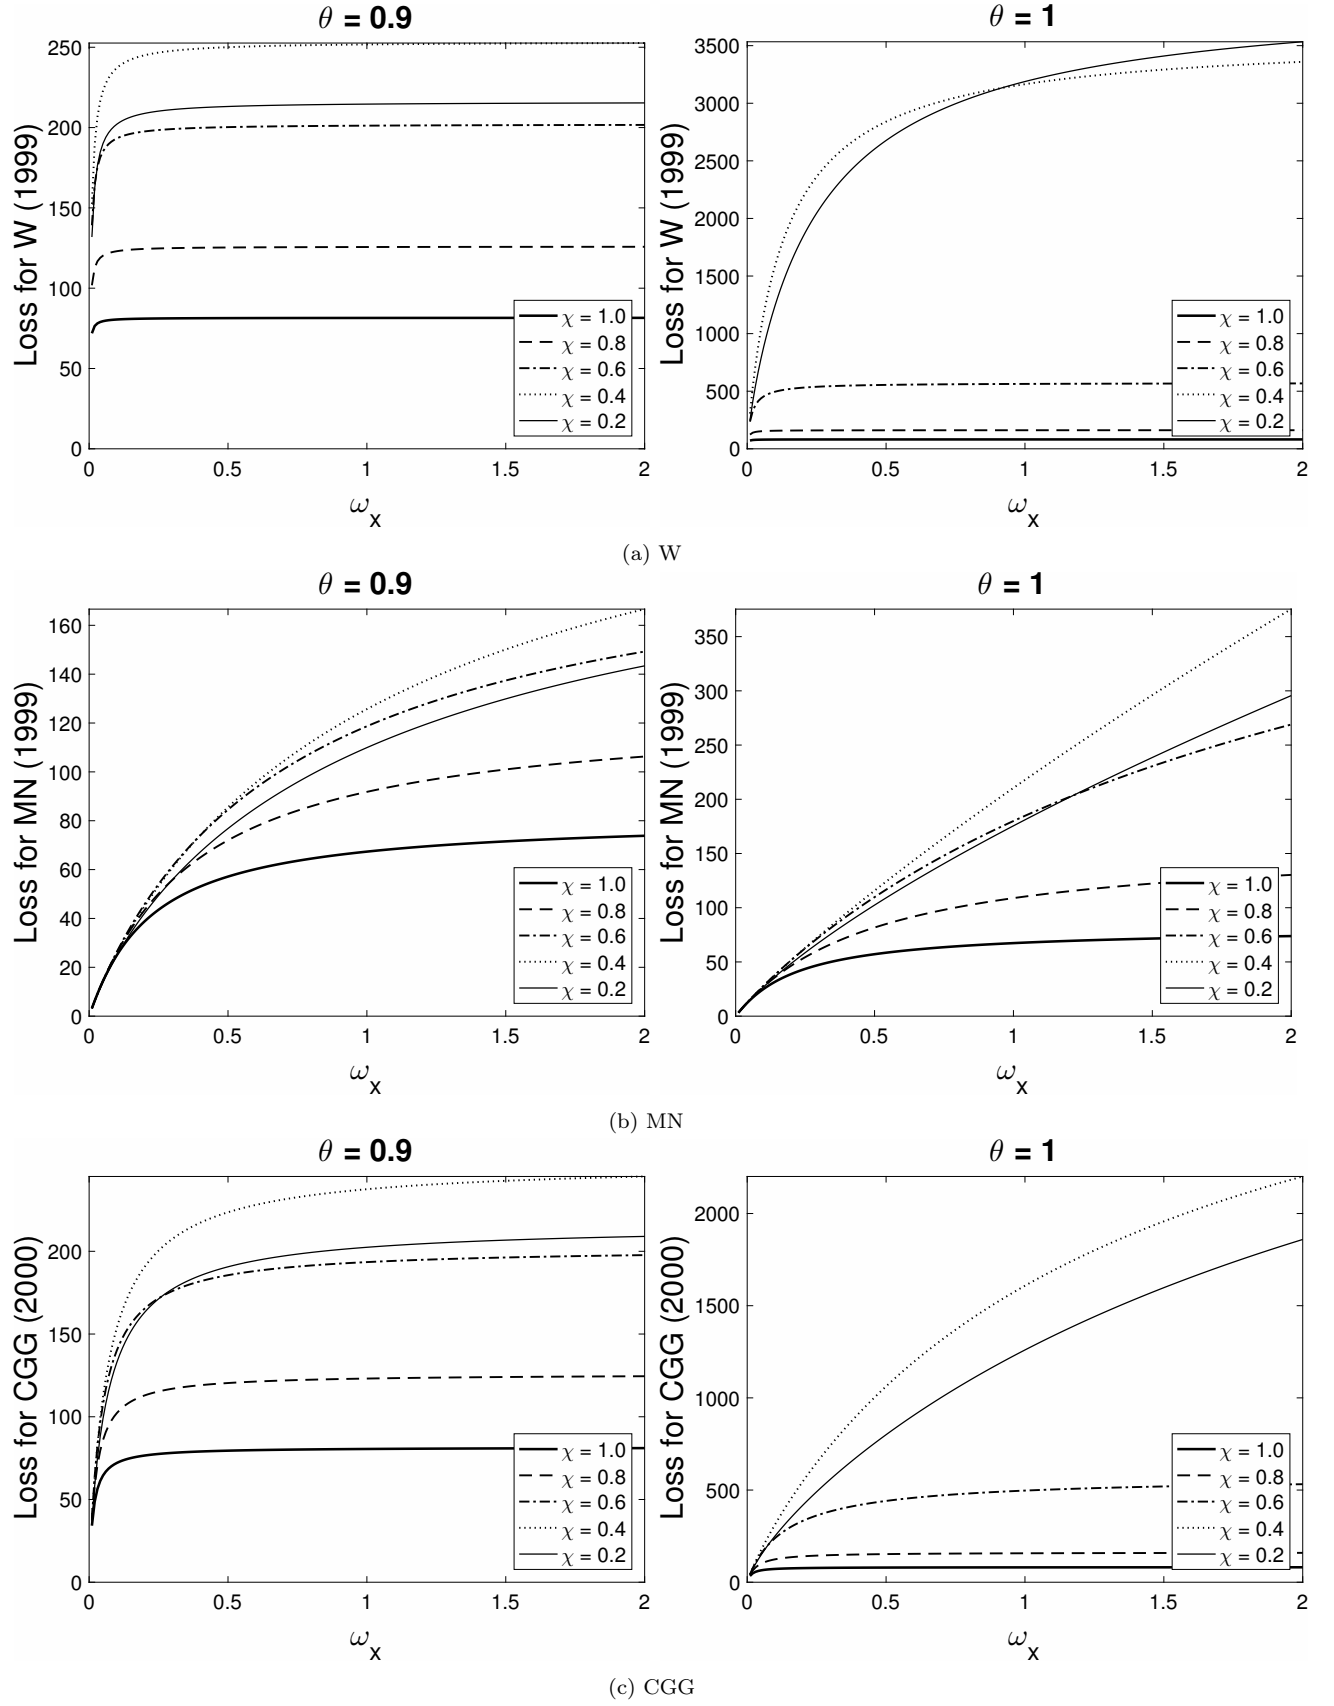 θ = 0.9
Loss for W (1999)
250
200
150
100
50
0
0 0.5 1 1.5 2
ω_x
χ = 1.0
χ = 0.8
χ = 0.6
χ = 0.4
χ = 0.2
θ = 1
Loss for W (1999)
3500
3000
2500
2000
1500
1000
500
0
0 0.5 1 1.5 2
ω_x
χ = 1.0
χ = 0.8
χ = 0.6
χ = 0.4
χ = 0.2
(a) W
θ = 0.9
Loss for MN (1999)
160
140
120
100
80
60
40
20
0
0 0.5 1 1.5 2
ω_x
χ = 1.0
χ = 0.8
χ = 0.6
χ = 0.4
χ = 0.2
θ = 1
Loss for MN (1999)
350
300
250
200
150
100
50
0
0 0.5 1 1.5 2
ω_x
χ = 1.0
χ = 0.8
χ = 0.6
χ = 0.4
χ = 0.2
(b) MN
θ = 0.9
Loss for CGG (2000)
200
150
100
50
0
0 0.5 1 1.5 2
ω_x
χ = 1.0
χ = 0.8
χ = 0.6
χ = 0.4
χ = 0.2
θ = 1
Loss for CGG (2000)
2000
1500
1000
500
0
0 0.5 1 1.5 2
ω_x
χ = 1.0
χ = 0.8
χ = 0.6
χ = 0.4
χ = 0.2
(c) CGG